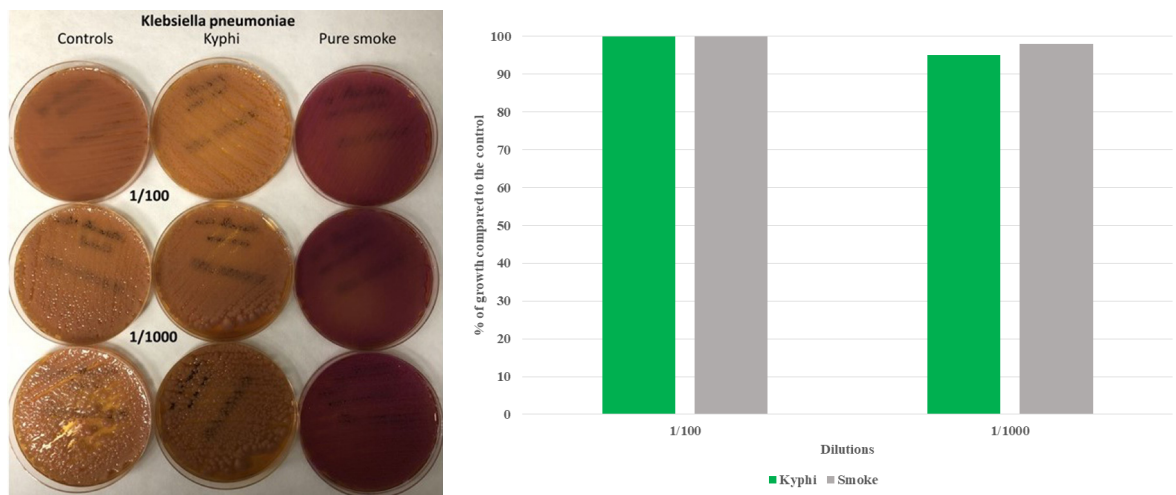 Klebsiella pneumoniae
Controls Kyphi Pure smoke
1/100
1/1000
% of growth compared to the control
100
90
80
70
60
50
40
30
20
10
0
1/100 1/1000
Dilutions
Kyphi Smoke